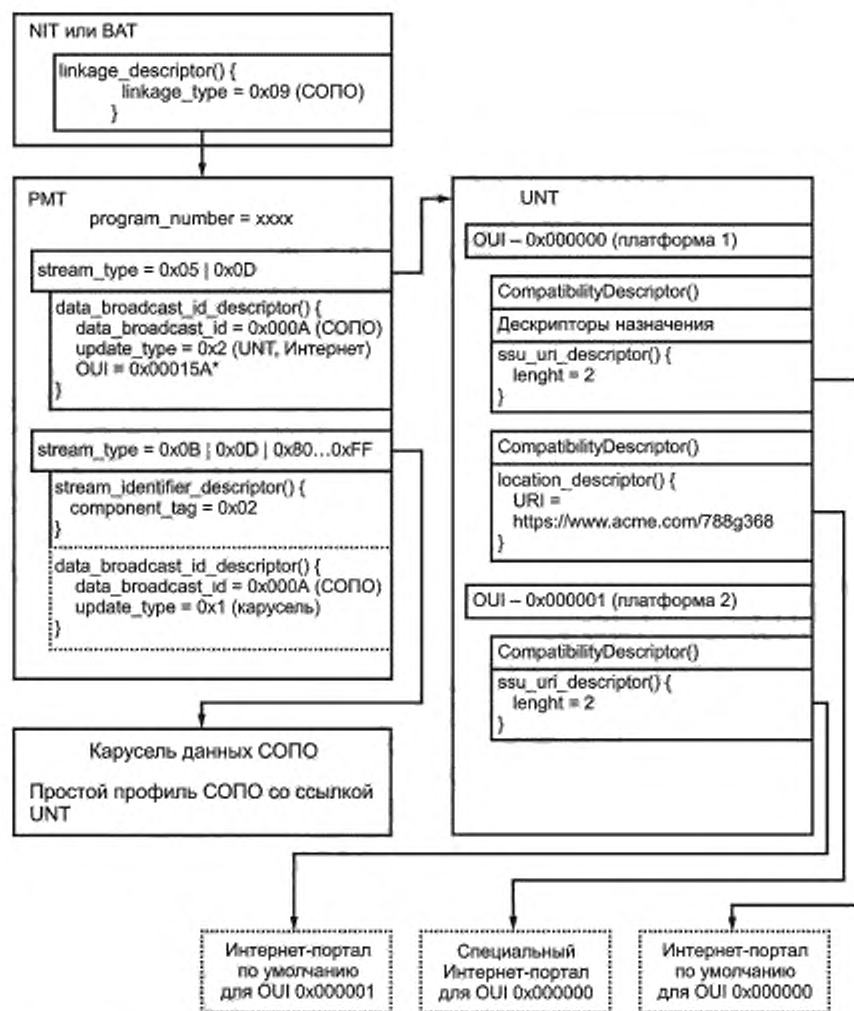 NIT или BAT
linkage_descriptor() {
linkage_type = 0x09 (СОПО)
}
PMT
program_number = xxxx
stream_type = 0x05 | 0x0D
data_broadcast_id_descriptor() {
data_broadcast_id = 0x000A (СОПО)
update_type = 0x2 (UNT, Интернет)
OUI = 0x00015A*
}
stream_type = 0x0B | 0x0D | 0x80...0xFF
stream_identifier_descriptor() {
component_tag = 0x02
}
data_broadcast_id_descriptor() {
data_broadcast_id = 0x000A (СОПО)
update_type = 0x1 (карусель)
}
Карусель данных СОПО
Простой профиль СОПО со ссылкой
UNT
UNT
OUI – 0x000000 (платформа 1)
CompatibilityDescriptor()
Дескрипторы назначения
ssu_uri_descriptor() {
lenght = 2
}
CompatibilityDescriptor()
location_descriptor() {
URI =
https://www.acme.com/788g368
}
OUI – 0x000001 (платформа 2)
CompatibilityDescriptor()
ssu_uri_descriptor() {
lenght = 2
}
Интернет-портал
по умолчанию
для OUI 0x000001
Специальный
Интернет-портал
для OUI 0x000000
Интернет-портал
по умолчанию
для OUI 0x000000